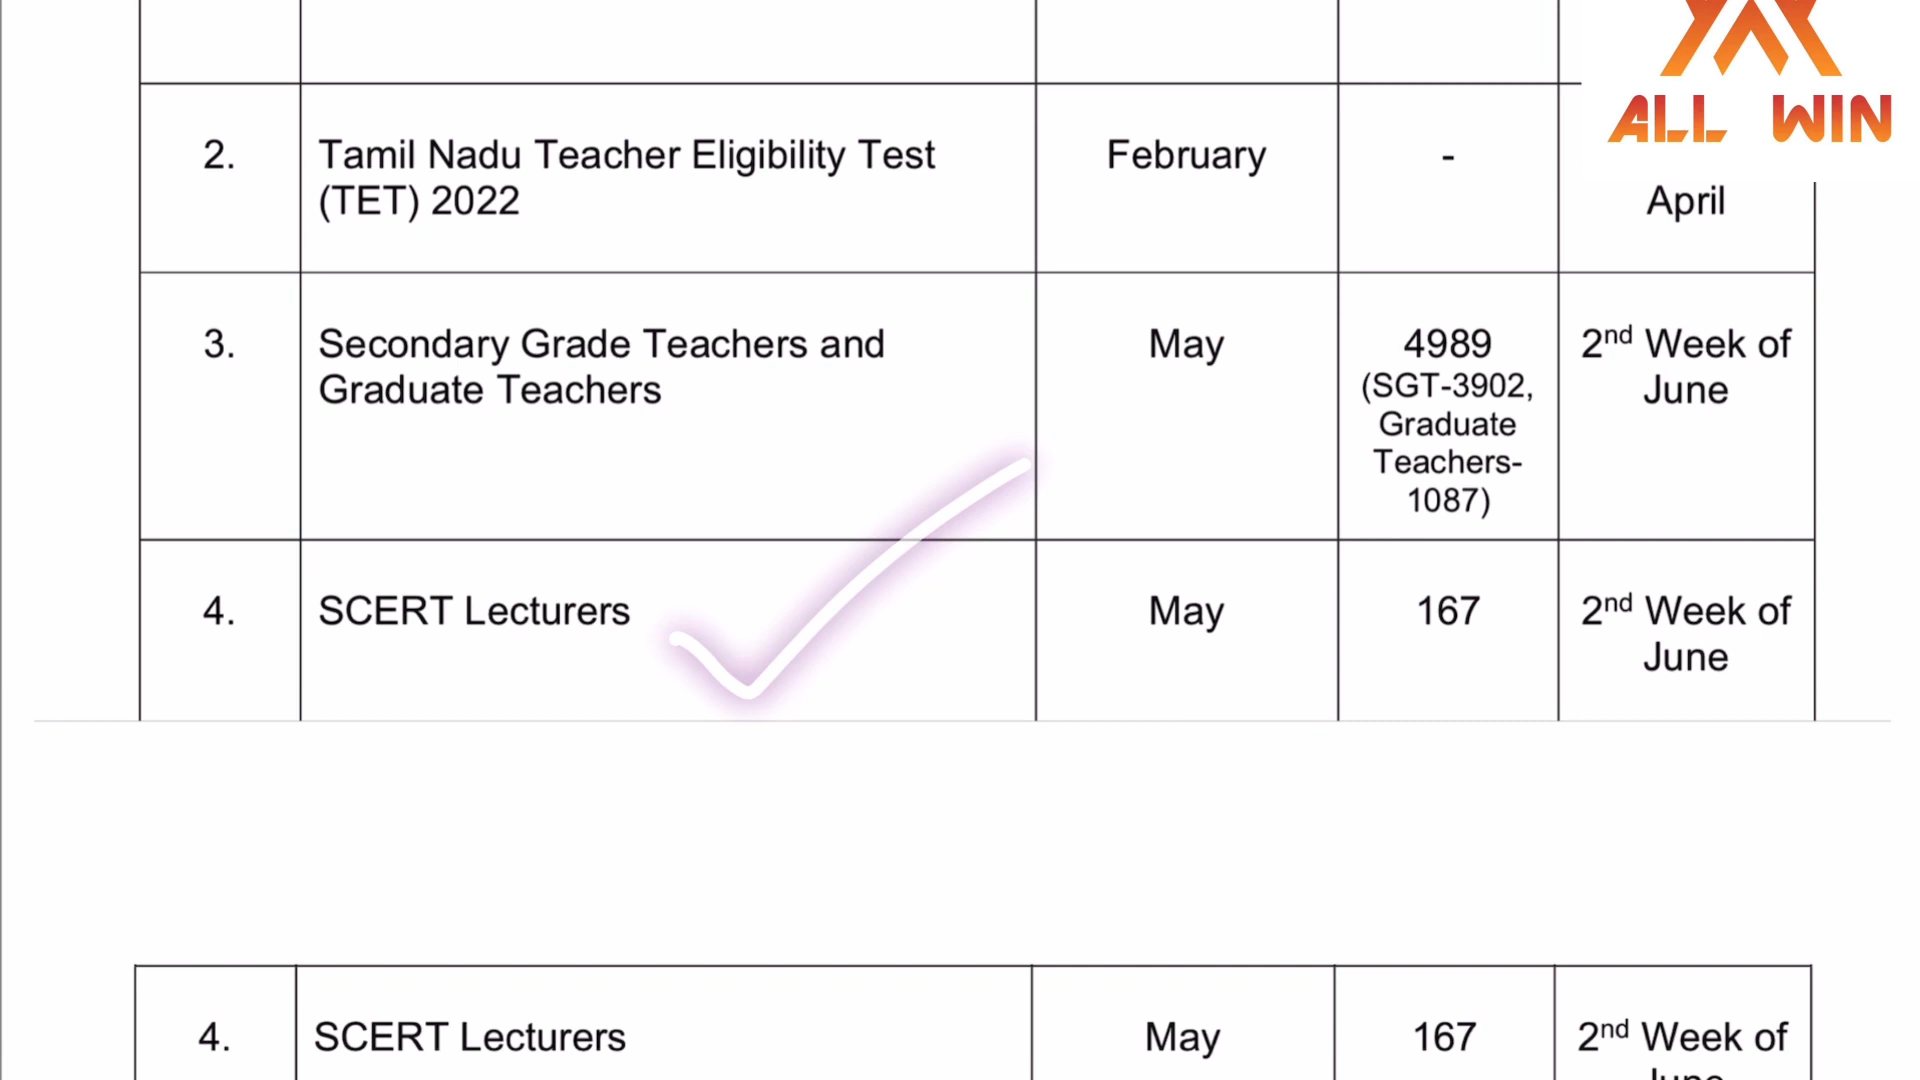 ALL WIN
2. Tamil Nadu Teacher Eligibility Test February -
(TET) 2022 April
3. Secondary Grade Teachers and May 4989 2nd Week of
Graduate Teachers (SGT-3902, June
Graduate
Teachers-
1087)
4. SCERT Lecturers May 167 2nd Week of
June
4. SCERT Lecturers May 167 2nd Week of
June